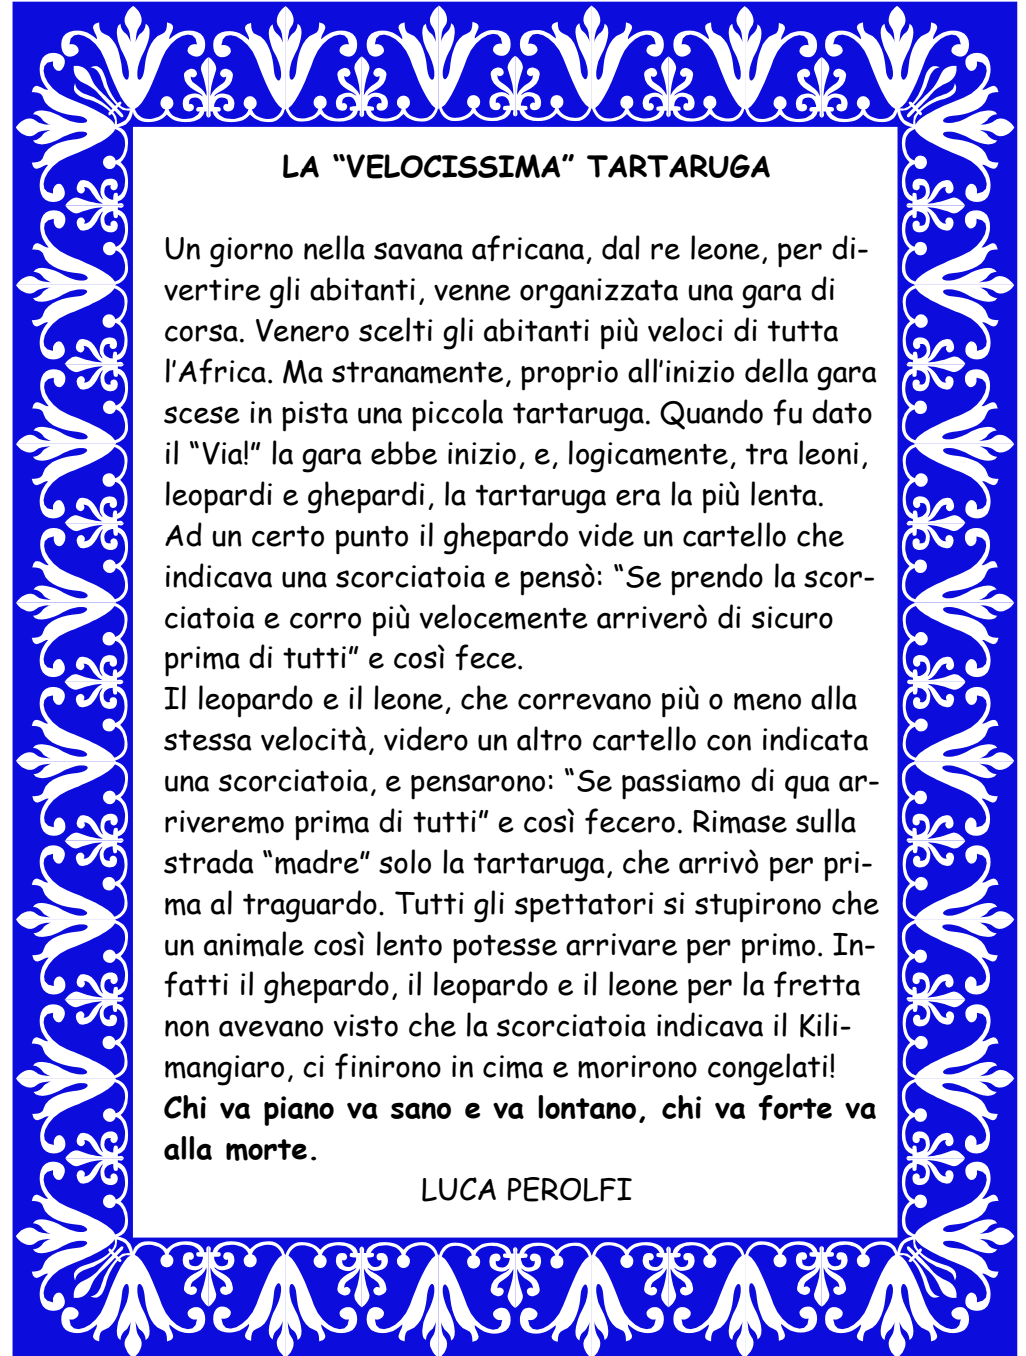 LA “VELOCISSIMA” TARTARUGA
Un giorno nella savana africana, dal re leone, per di-
vertire gli abitanti, venne organizzata una gara di
corsa. Venero scelti gli abitanti più veloci di tutta
l’Africa. Ma stranamente, proprio all’inizio della gara
scese in pista una piccola tartaruga. Quando fu dato
il “Via!” la gara ebbe inizio, e, logicamente, tra leoni,
leopardi e ghepardi, la tartaruga era la più lenta.
Ad un certo punto il ghepardo vide un cartello che
indicava una scorciatoia e pensò: “Se prendo la scor-
ciatoia e corro più velocemente arriverò di sicuro
prima di tutti” e così fece.
Il leopardo e il leone, che correvano più o meno alla
stessa velocità, videro un altro cartello con indicata
una scorciatoia, e pensarono: “Se passiamo di qua ar-
riveremo prima di tutti” e così fecero. Rimase sulla
strada “madre” solo la tartaruga, che arrivò per pri-
ma al traguardo. Tutti gli spettatori si stupirono che
un animale così lento potesse arrivare per primo. In-
fatti il ghepardo, il leopardo e il leone per la fretta
non avevano visto che la scorciatoia indicava il Kili-
mangiaro, ci finirono in cima e morirono congelati!
Chi va piano va sano e va lontano, chi va forte va
alla morte.
LUCA PEROLFI